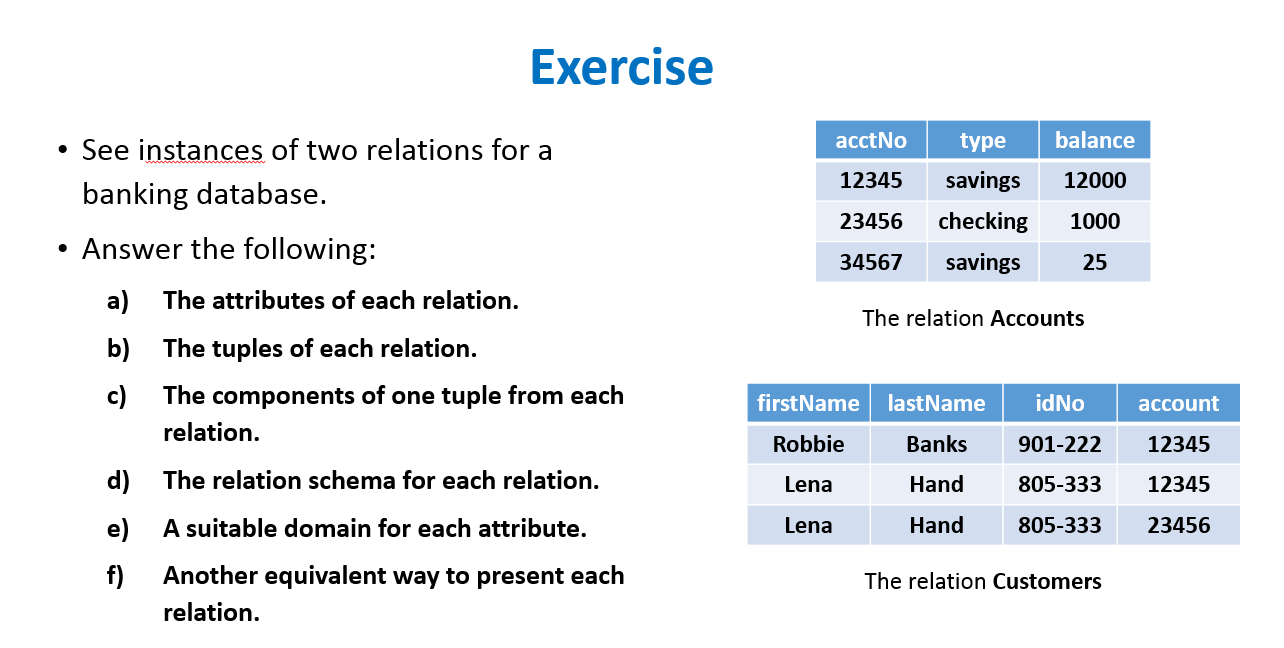 Exercise
• See instances of two relations for a
banking database.
• Answer the following:
a) The attributes of each relation.
b) The tuples of each relation.
c) The components of one tuple from each
relation.
d) The relation schema for each relation.
e) A suitable domain for each attribute.
f) Another equivalent way to present each
relation.
acctNo type balance
12345 savings 12000
23456 checking 1000
34567 savings 25
The relation Accounts
firstName lastName idNo account
Robbie Banks 901-222 12345
Lena Hand 805-333 12345
Lena Hand 805-333 23456
The relation Customers